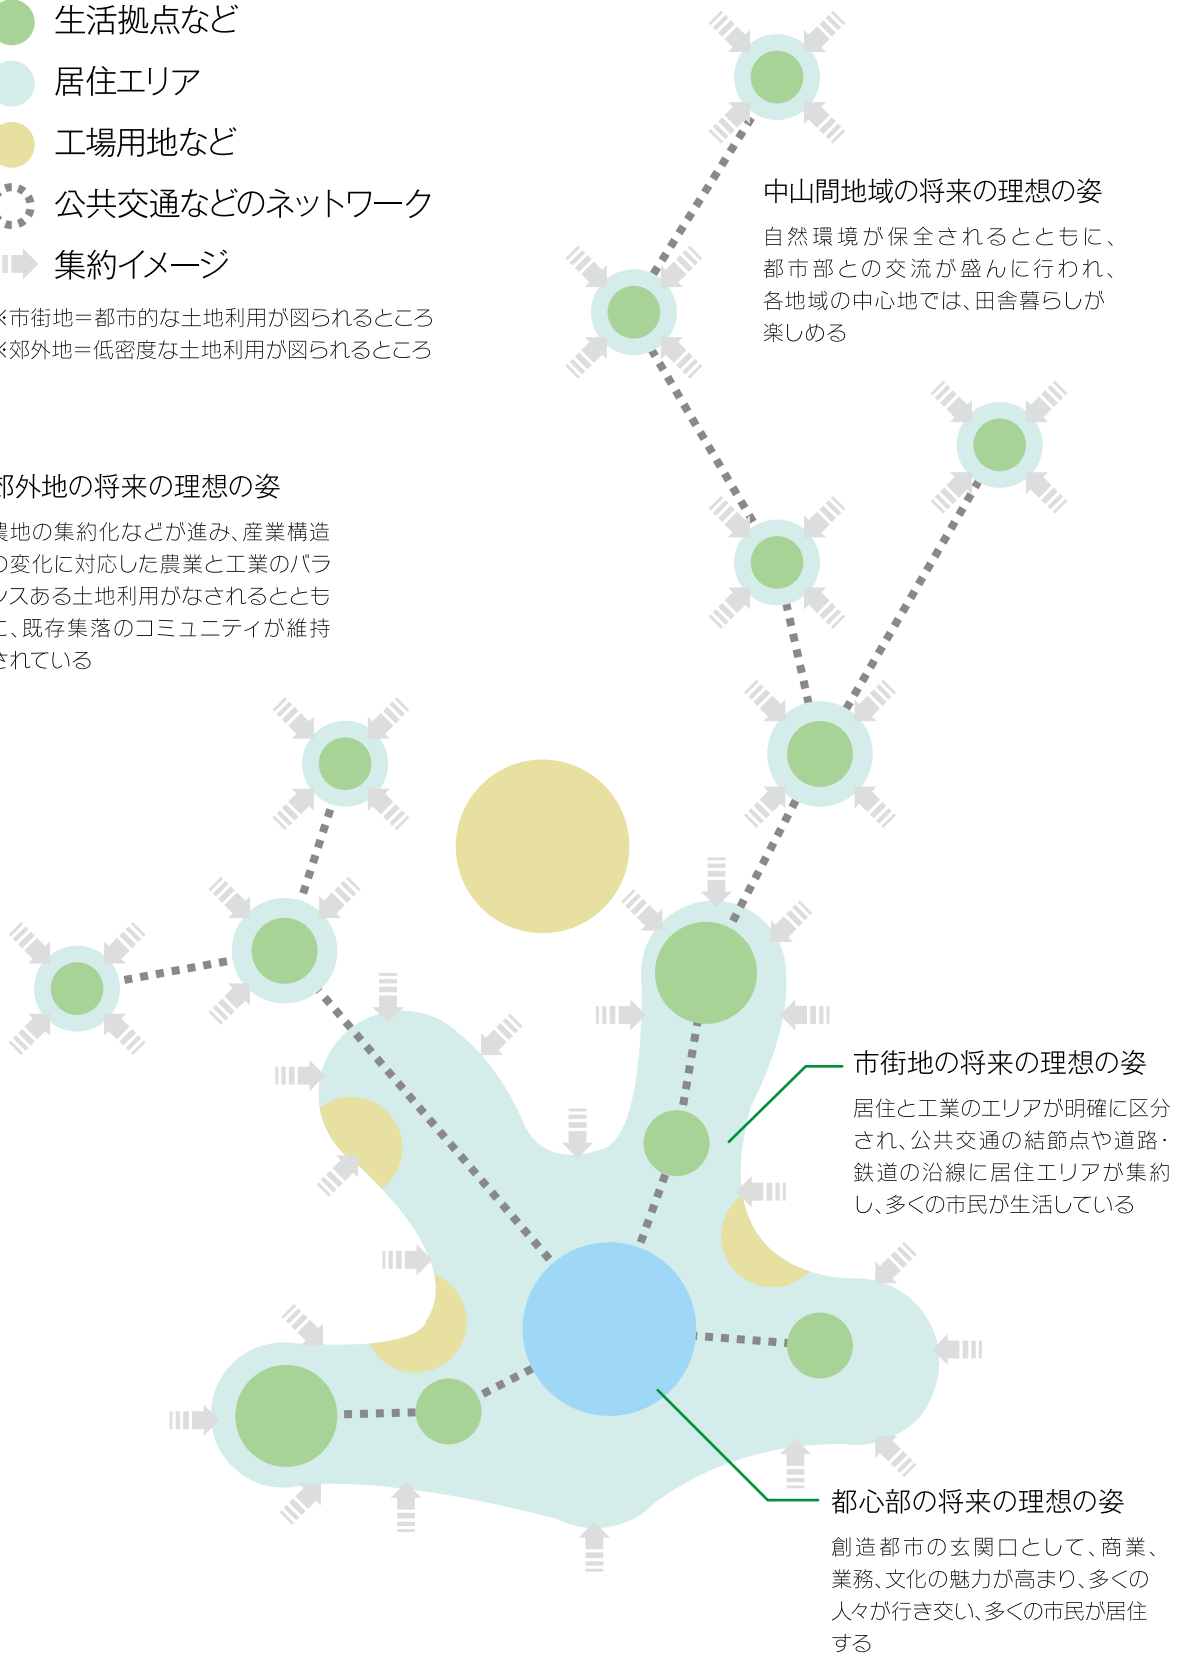 生活拠点など
居住エリア
工場用地など
公共交通などのネットワーク
集約イメージ
※市街地＝都市的な土地利用が図られるところ
※郊外地＝低密度な土地利用が図られるところ
中山間地域の将来の理想の姿
自然環境が保全されるとともに、
都市部との交流が盛んに行われ、
各地域の中心地では、田舎暮らしが
楽しめる
郊外地の将来の理想の姿
農地の集約化などが進み、産業構造
の変化に対応した農業と工業のバラ
ンスある土地利用がなされるととも
に、既存集落のコミュニティが維持
されている
市街地の将来の理想の姿
居住と工業のエリアが明確に区分
され、公共交通の結節点や道路・
鉄道の沿線に居住エリアが集約
し、多くの市民が生活している
都心部の将来の理想の姿
創造都市の玄関口として、商業、
業務、文化の魅力が高まり、多くの
人々が行き交い、多くの市民が居住
する